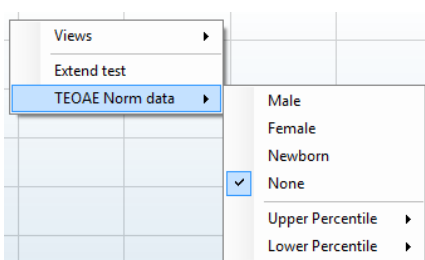 Views
Extend test
TEOAE Norm data
Male
Female
Newborn
None
Upper Percentile
Lower Percentile